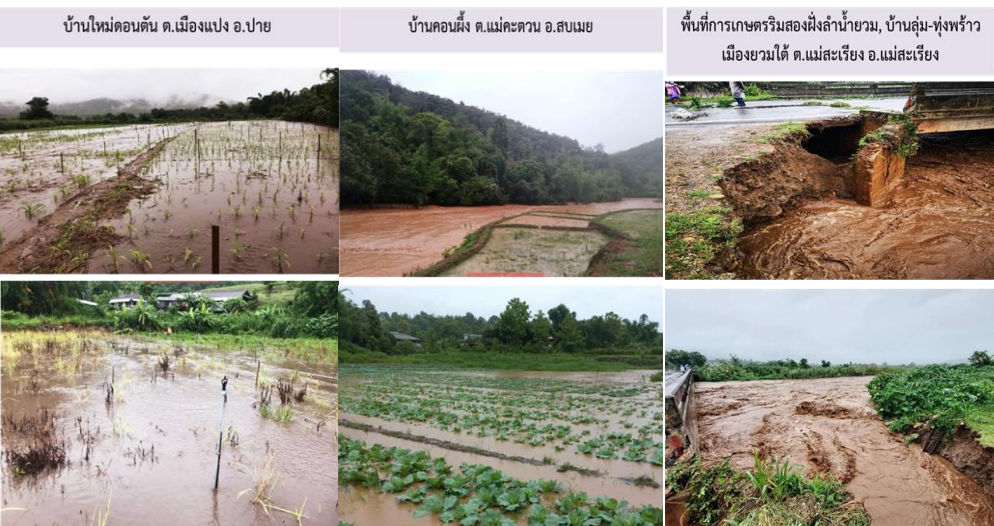 บ้านใหม่ดอนตัน ต.เมืองแปง อ.ปาย
บ้านคอนผึ้ง ต.แม่คะตวน อ.สบเมย
พื้นที่การเกษตรริมสองฝั่งลำน้ำยวม, บ้านลุ่ม-ทุ่งพร้าว
เมืองยวมใต้ ต.แม่สะเรียง อ.แม่สะเรียง